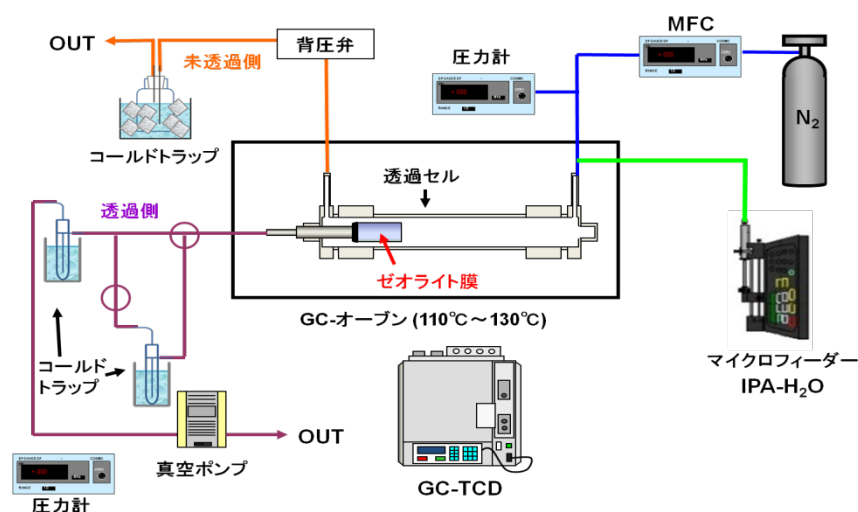 OUT
未透過側
背圧弁
圧力計
MFC
N2
コールドトラップ
透過セル
透過側
ゼオライト膜
GC-オーブン (110℃～130℃)
コールド
トラップ
マイクロフィーダー
IPA-H2O
OUT
真空ポンプ
GC-TCD
圧力計